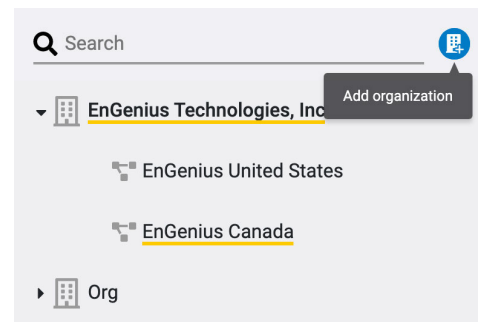 Search
Add organization
EnGenius Technologies, Inc
EnGenius United States
EnGenius Canada
Org